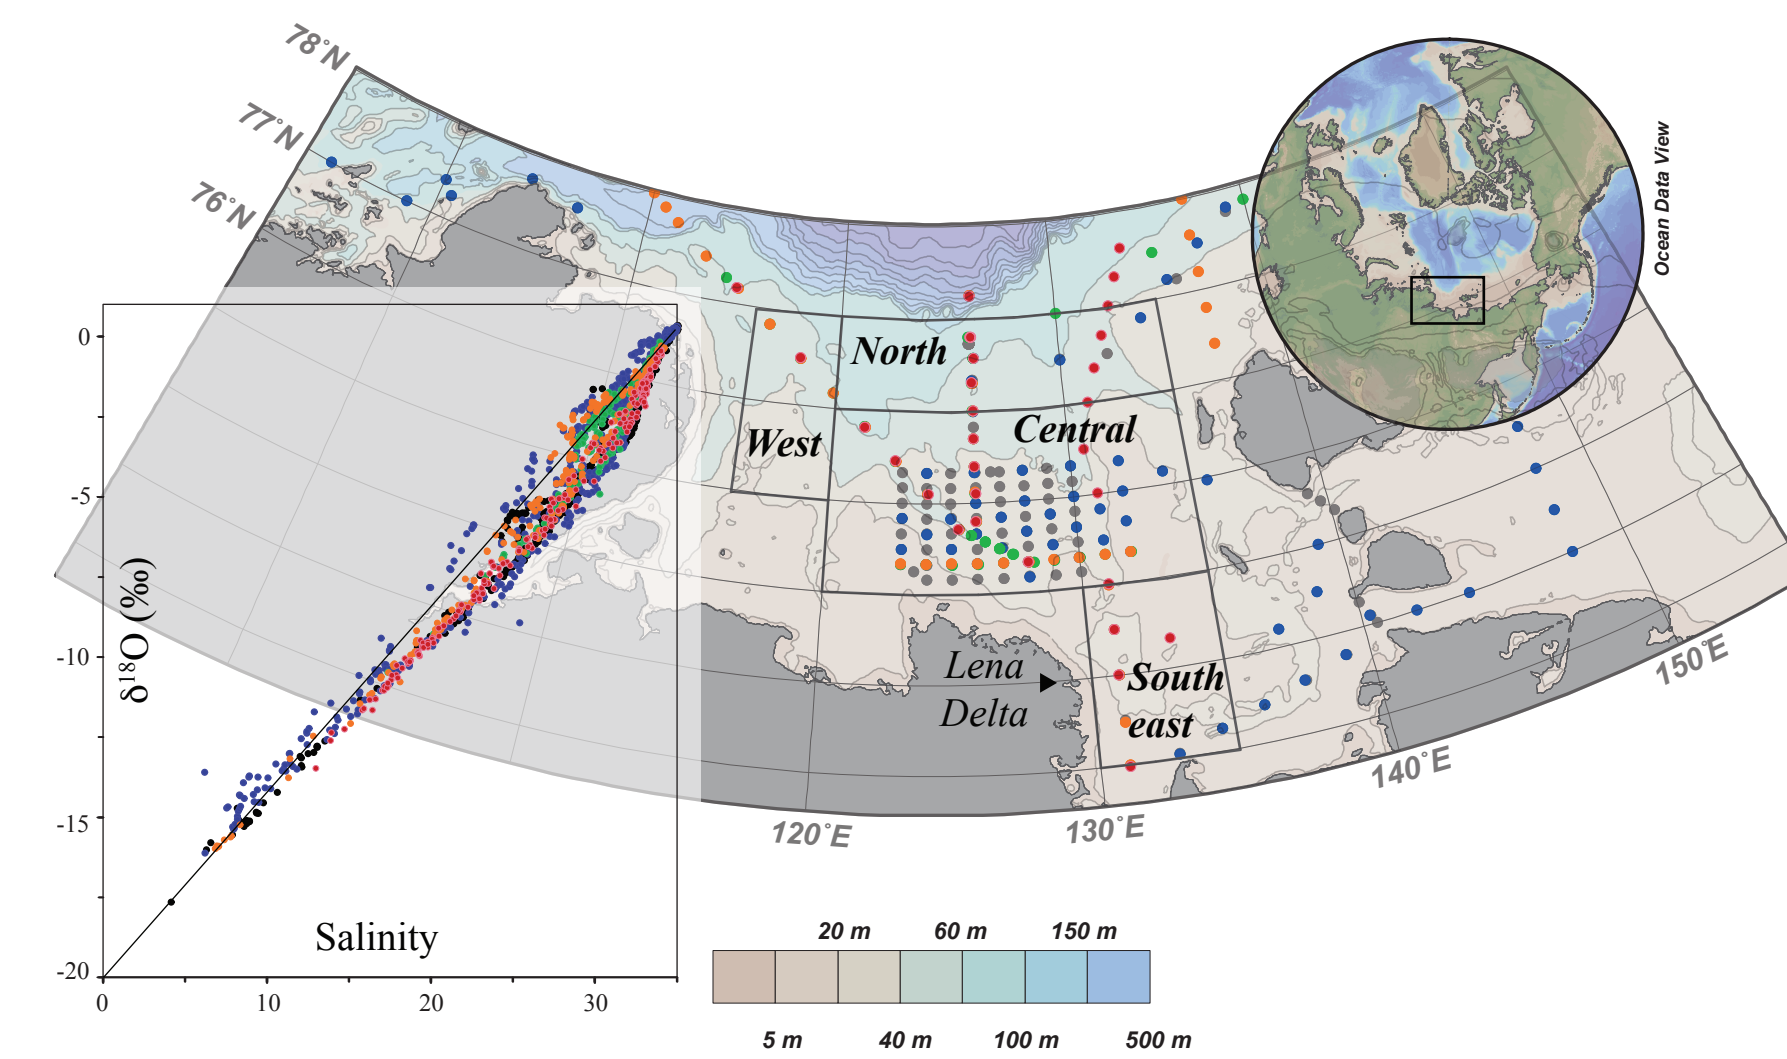 78°N
77°N
76°N
Ocean Data View
North
West
Central
South
east
Lena
Delta
120°E
130°E
140°E
150°E
0
-5
-10
-15
-20
δ¹⁸O (‰)
Salinity
0
10
20
30
20 m
60 m
150 m
5 m
40 m
100 m
500 m